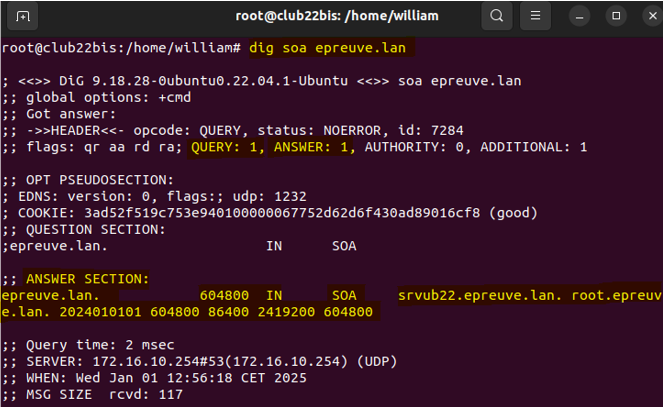 root@club22bis: /home/william
root@club22bis:/home/william# dig soa epreuve.lan
; <<>> DiG 9.18.28-0ubuntu0.22.04.1-Ubuntu <<>> soa epreuve.lan
;; global options: +cmd
;; Got answer:
;; ->>HEADER<<- opcode: QUERY, status: NOERROR, id: 7284
;; flags: qr aa rd ra; QUERY: 1, ANSWER: 1, AUTHORITY: 0, ADDITIONAL: 1
;; OPT PSEUDOSECTION:
; EDNS: version: 0, flags:; udp: 1232
; COOKIE: 3ad52f519c753e940100000067752d62d6f430ad89016cf8 (good)
;; QUESTION SECTION:
;epreuve.lan. IN SOA
;; ANSWER SECTION:
epreuve.lan. 604800 IN SOA srvub22.epreuve.lan. root.epreuv
e.lan. 2024010101 604800 86400 2419200 604800
;; Query time: 2 msec
;; SERVER: 172.16.10.254#53(172.16.10.254) (UDP)
;; WHEN: Wed Jan 01 12:56:18 CET 2025
;; MSG SIZE rcvd: 117